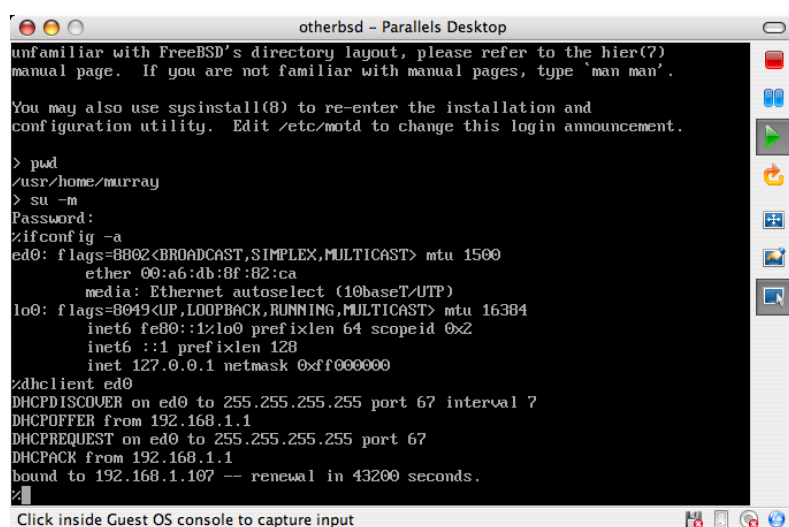 otherbsd – Parallels Desktop
unfamiliar with FreeBSD's directory layout, please refer to the hier(7)
manual page.  If you are not familiar with manual pages, type `man man'.

You may also use sysinstall(8) to re-enter the installation and
configuration utility.  Edit /etc/motd to change this login announcement.

> pwd
/usr/home/murray
> su -m
Password:
%ifconfig -a
ed0: flags=8802<BROADCAST,SIMPLEX,MULTICAST> mtu 1500
        ether 00:a6:db:8f:82:ca
        media: Ethernet autoselect (10baseT/UTP)
lo0: flags=8049<UP,LOOPBACK,RUNNING,MULTICAST> mtu 16384
        inet6 fe80::1%lo0 prefixlen 64 scopeid 0x2
        inet6 ::1 prefixlen 128
        inet 127.0.0.1 netmask 0xff000000
%dhclient ed0
DHCPDISCOVER on ed0 to 255.255.255.255 port 67 interval 7
DHCPOFFER from 192.168.1.1
DHCPREQUEST on ed0 to 255.255.255.255 port 67
DHCPACK from 192.168.1.1
bound to 192.168.1.107 -- renewal in 43200 seconds.
%
Click inside Guest OS console to capture input